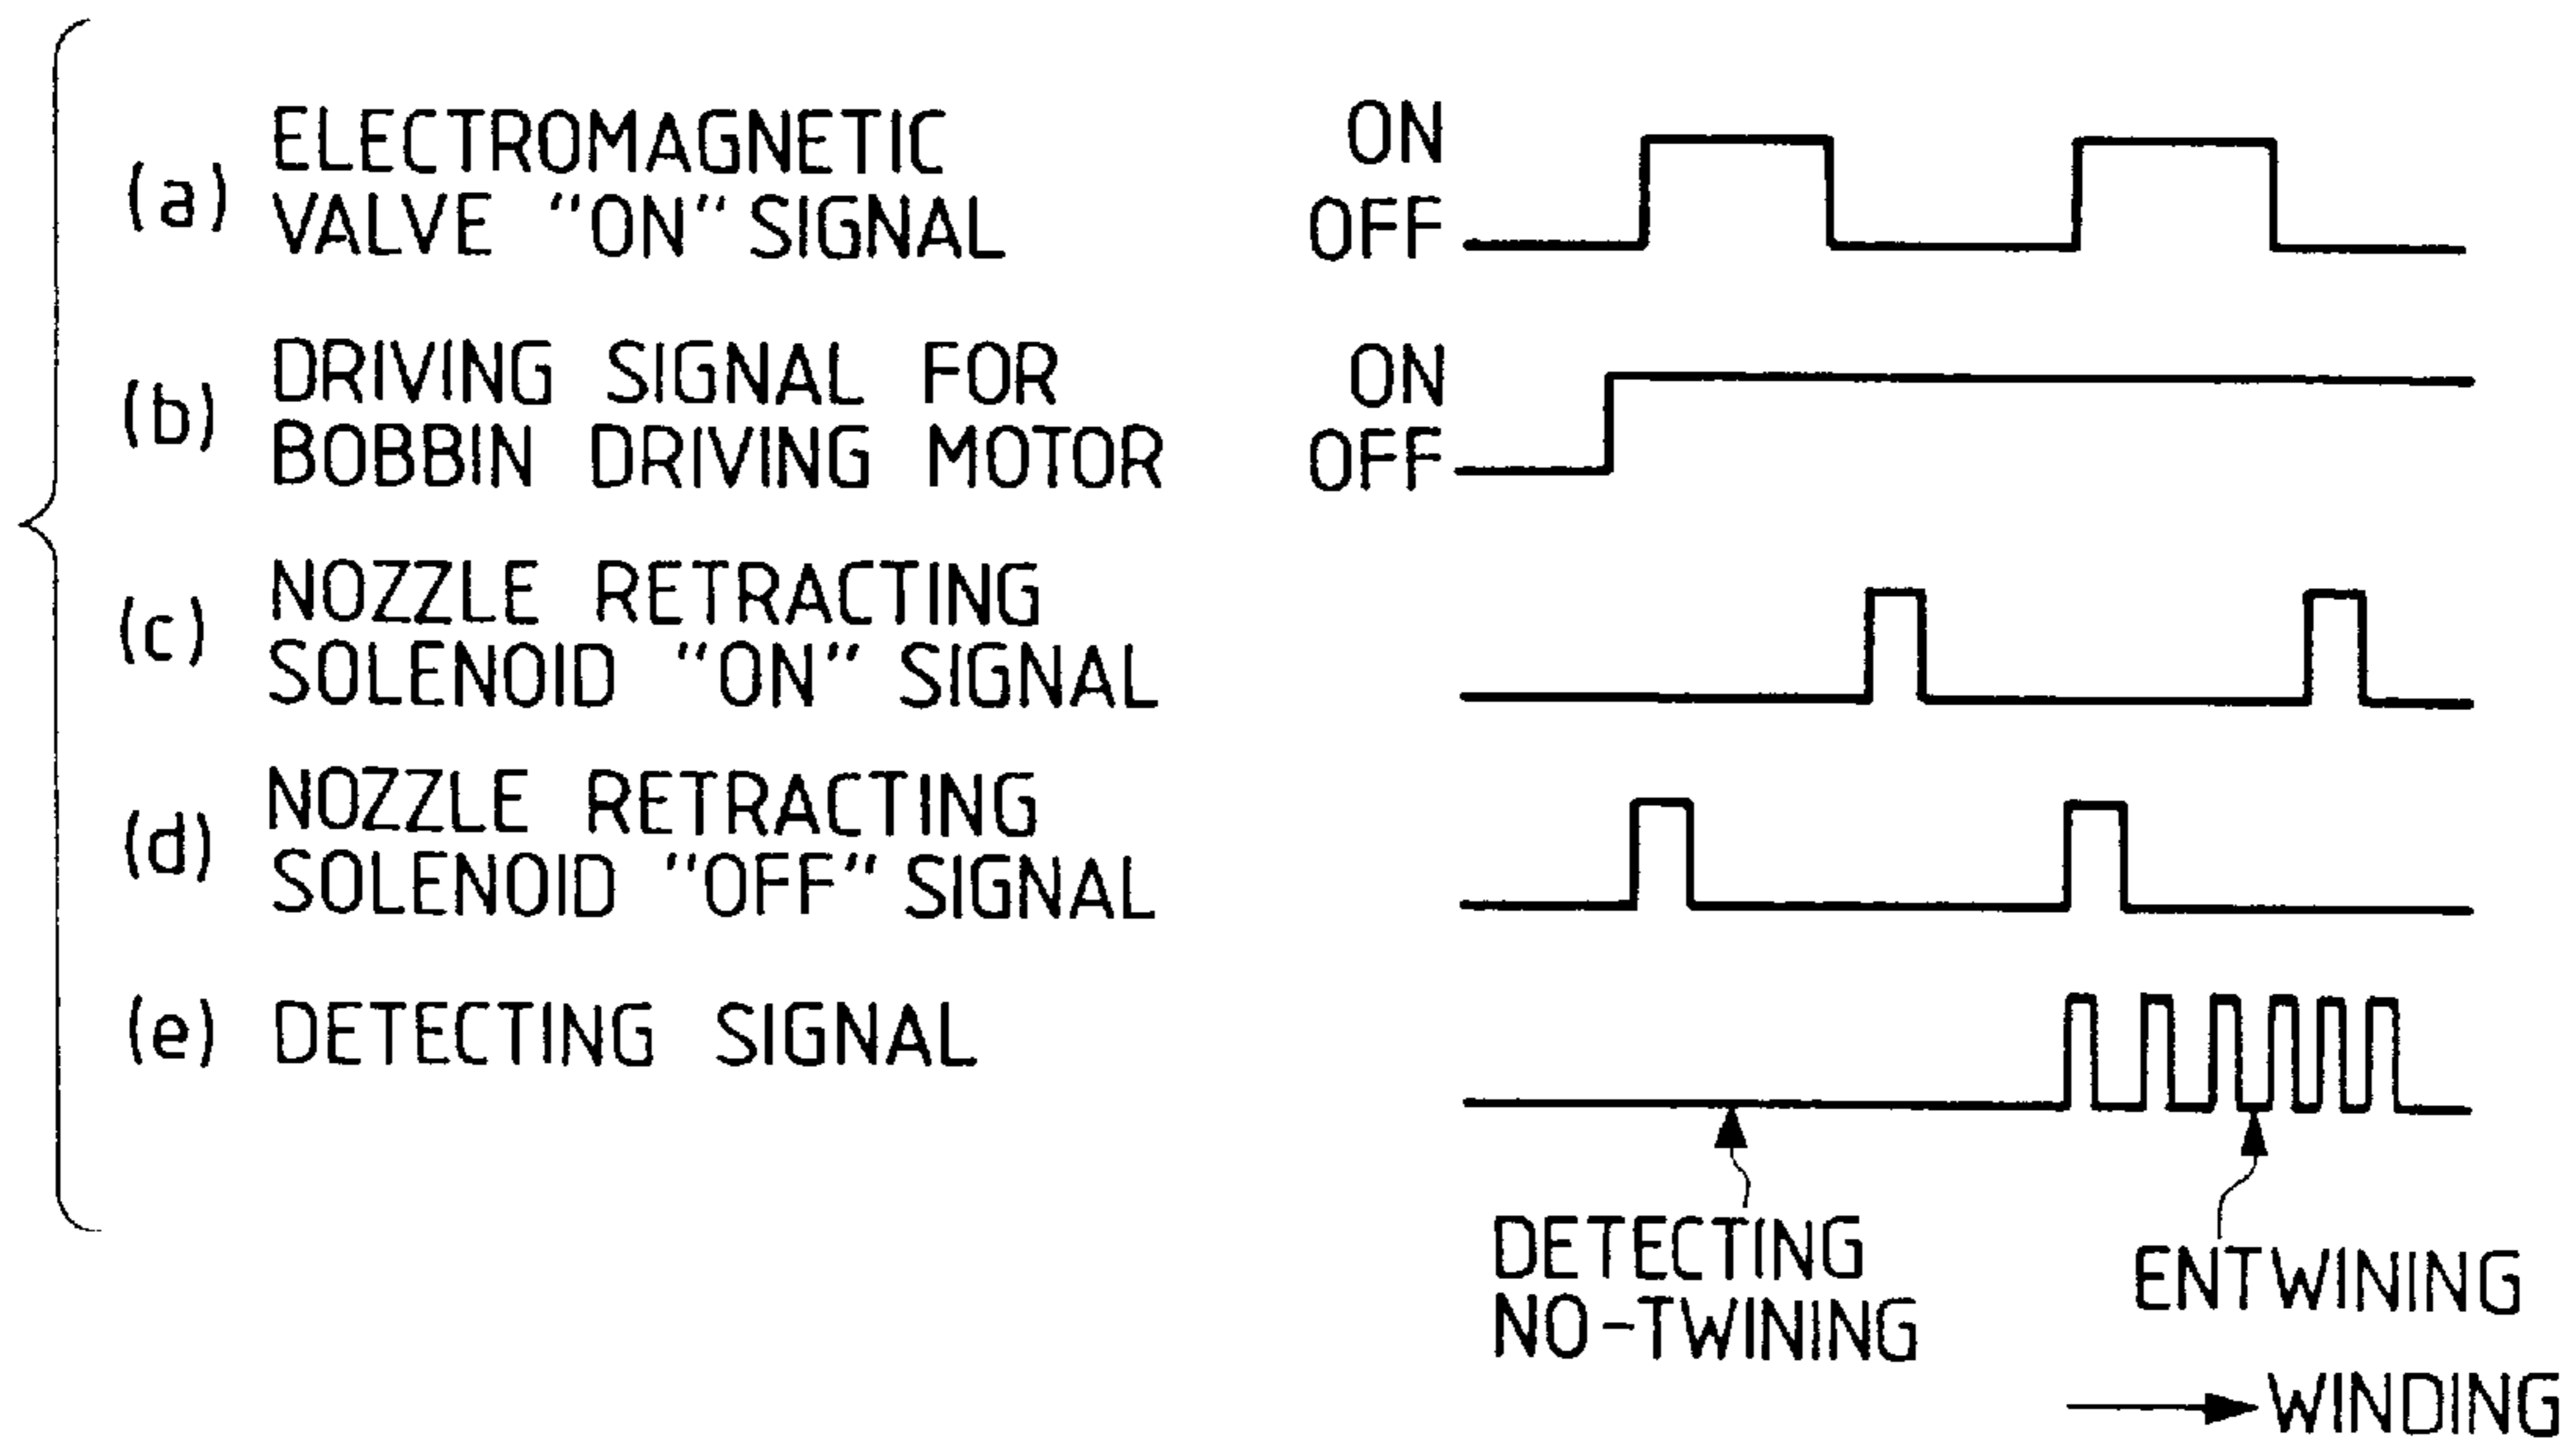 (a) ELECTROMAGNETIC
VALVE "ON" SIGNAL
ON
OFF
(b) DRIVING SIGNAL FOR
BOBBIN DRIVING MOTOR
ON
OFF
(c) NOZZLE RETRACTING
SOLENOID "ON" SIGNAL
(d) NOZZLE RETRACTING
SOLENOID "OFF" SIGNAL
(e) DETECTING SIGNAL
DETECTING
NO-TWINING
ENTWINING
WINDING